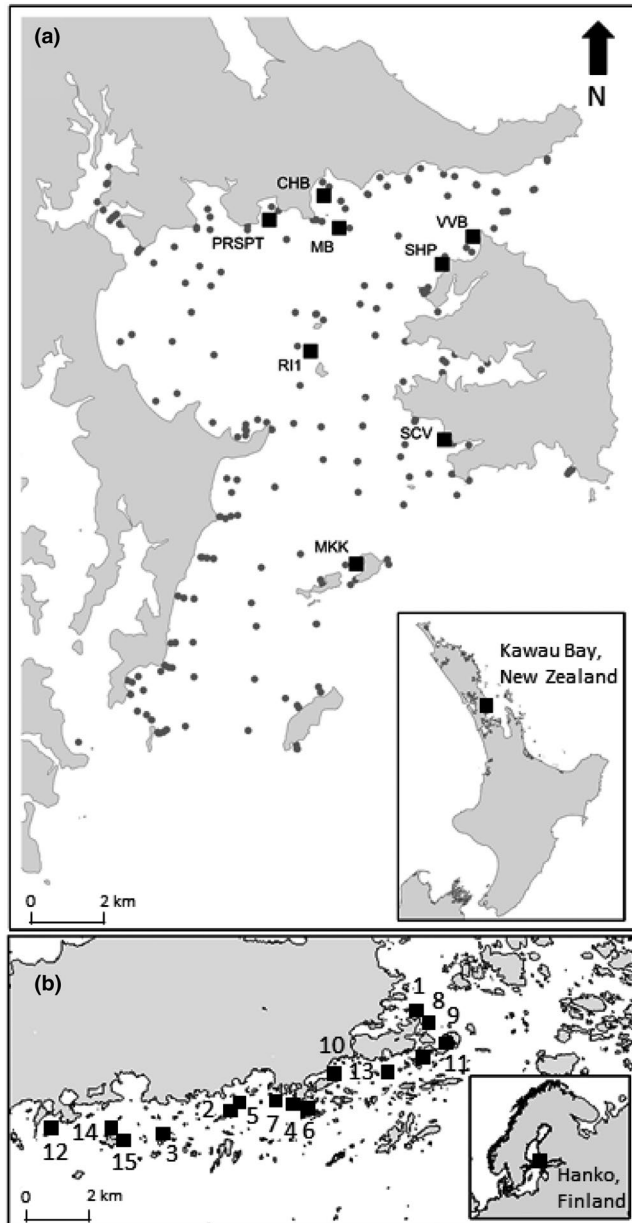 (a)
N
CHB
PRSPT
MB
VVB
SHP
RI1
SCV
MKK
Kawau Bay,
New Zealand
0 2 km
(b)
1
8
9
10
11
13
2
5
7
4
6
12
14
15
3
0 2 km
Hanko,
Finland